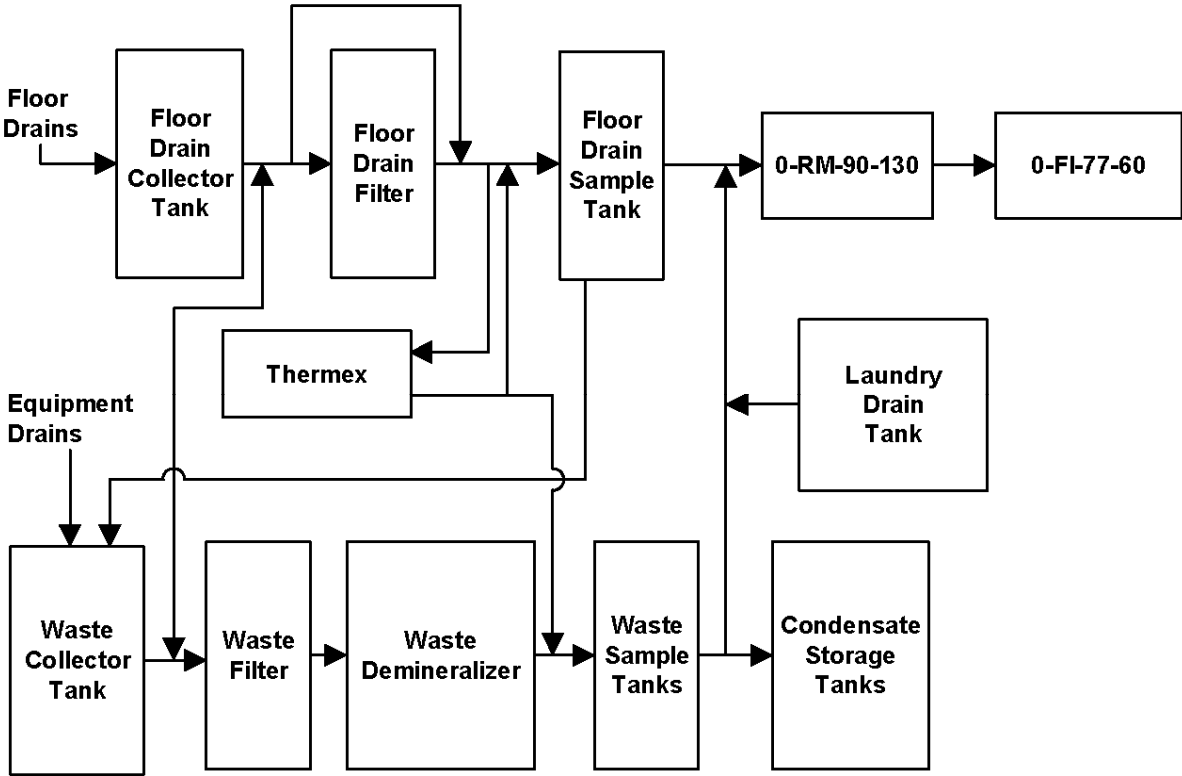 Floor
Drains
Floor
Drain
Collector
Tank
Floor
Drain
Filter
Floor
Drain
Sample
Tank
0-RM-90-130
0-FI-77-60
Thermex
Laundry
Drain
Tank
Equipment
Drains
Waste
Collector
Tank
Waste
Filter
Waste
Demineralizer
Waste
Sample
Tanks
Condensate
Storage
Tanks